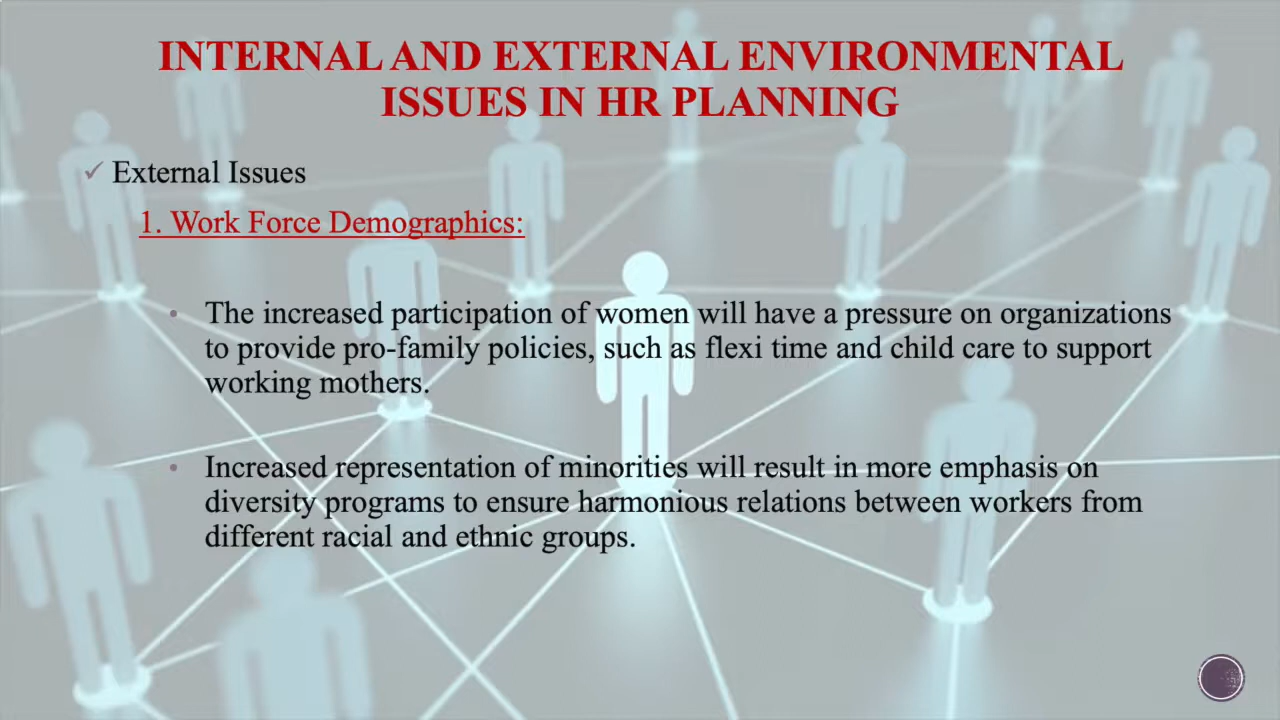 INTERNAL AND EXTERNAL ENVIRONMENTAL
ISSUES IN HR PLANNING
✓ External Issues
1. Work Force Demographics:
• The increased participation of women will have a pressure on organizations
to provide pro-family policies, such as flexi time and child care to support
working mothers.
• Increased representation of minorities will result in more emphasis on
diversity programs to ensure harmonious relations between workers from
different racial and ethnic groups.